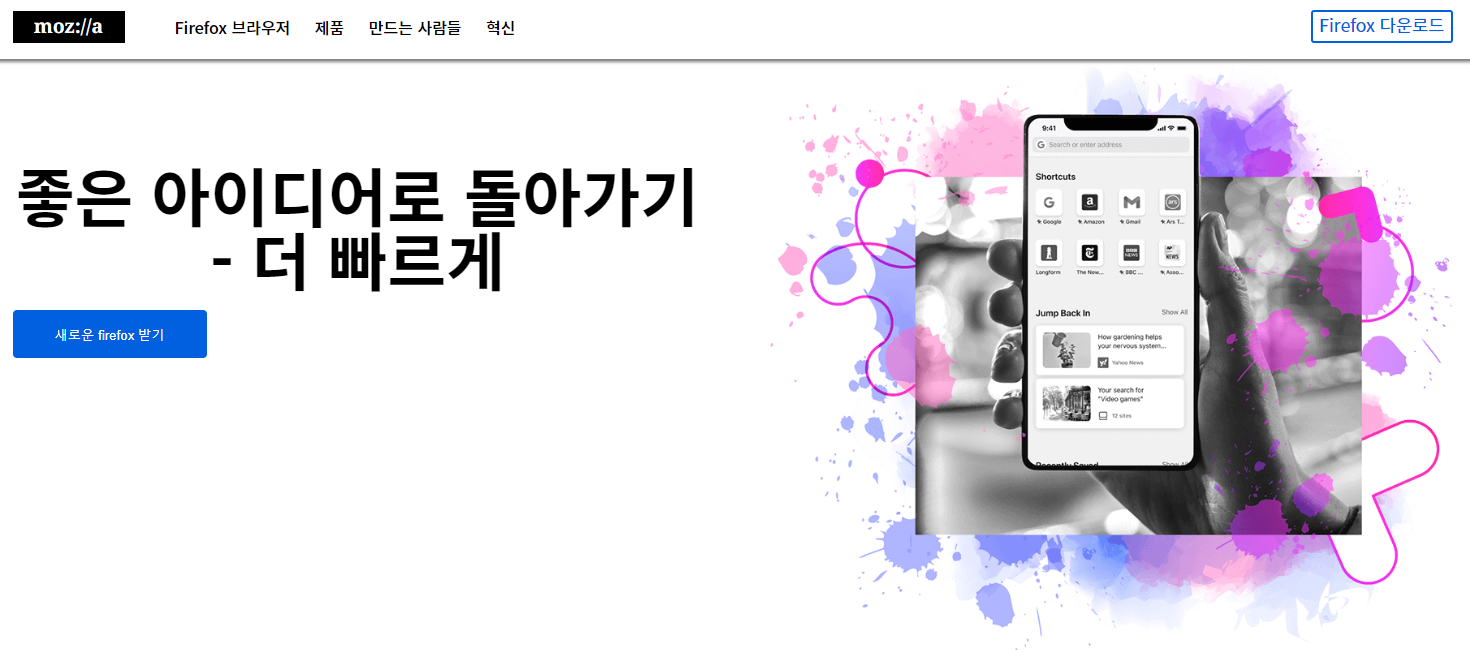 moz://a
Firefox 브라우저 제품 만드는 사람들 혁신
Firefox 다운로드
좋은 아이디어로 돌아가기
- 더 빠르게
새로운 firefox 받기
9:41
G Search or enter address
Shortcuts
Google Amazon Gmail Ars T...
Longform The New... BBC ... Asso...
Jump Back In Show All
How gardening helps
your nervous system...
Yahoo News
Your search for
"Video games"
12 sites
Recently Saved Show All